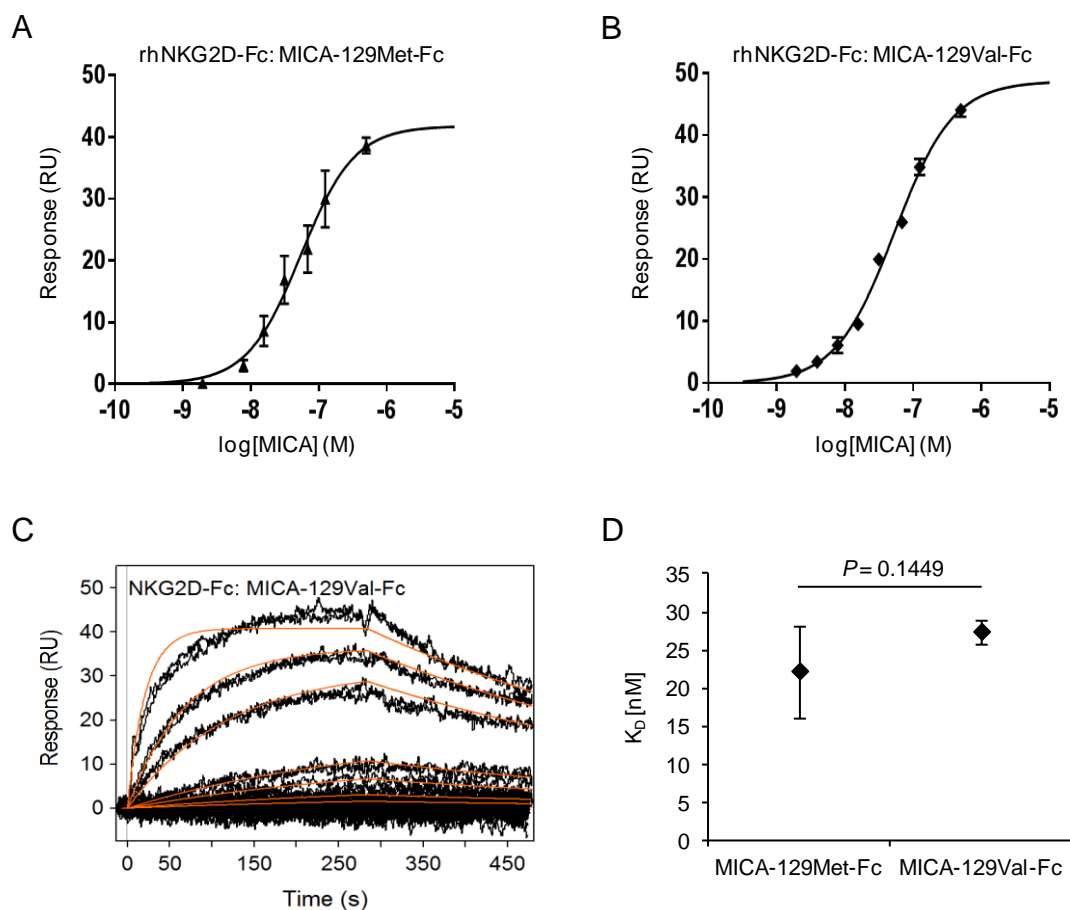 A
rhNKG2D-Fc: MICA-129Met-Fc
50
40
30
20
10
0
Response (RU)
-10 -9 -8 -7 -6 -5
log[MICA] (M)
B
rhNKG2D-Fc: MICA-129Val-Fc
50
40
30
20
10
0
Response (RU)
-10 -9 -8 -7 -6 -5
log[MICA] (M)
C
NKG2D-Fc: MICA-129Val-Fc
50
40
30
20
10
0
Response (RU)
0 50 150 250 350 450
Time (s)
D
P= 0.1449
35
30
25
20
15
10
5
0
KD [nM]
MICA-129Met-Fc MICA-129Val-Fc